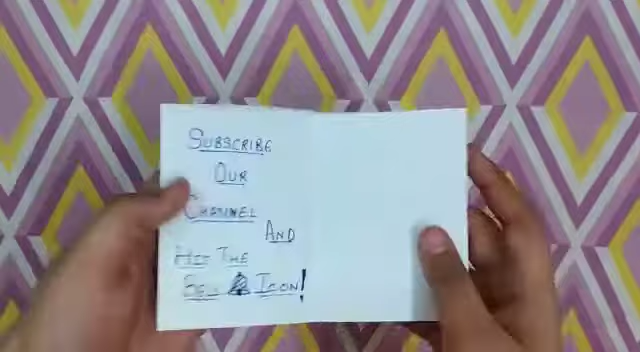 SUBSCRIBE
OUR
CHANNEL
AND
HIT THE
BELL 🔔 ICON!